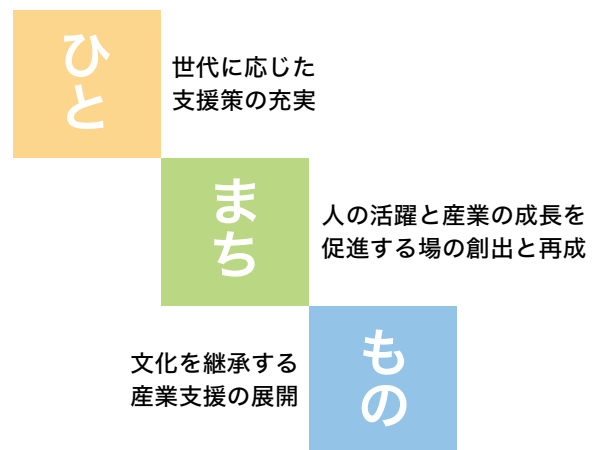 ひと
世代に応じた
支援策の充実
まち
人の活躍と産業の成長を
促進する場の創出と再成
もの
文化を継承する
産業支援の展開